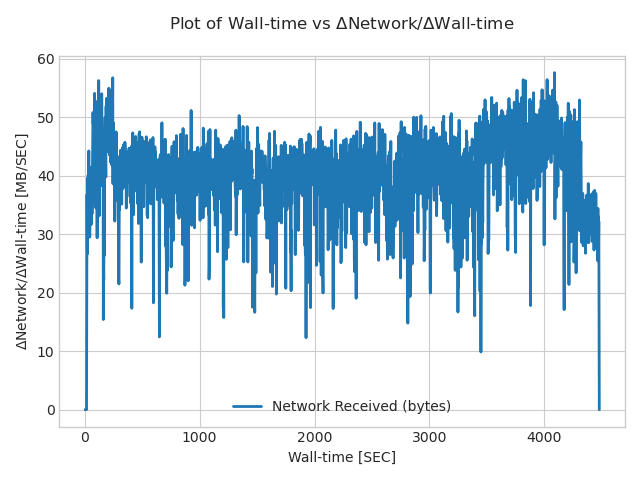 Plot of Wall-time vs ΔNetwork/ΔWall-time
ΔNetwork/ΔWall-time [MB/SEC]
60
50
40
30
20
10
0
Network Received (bytes)
0 1000 2000 3000 4000
Wall-time [SEC]